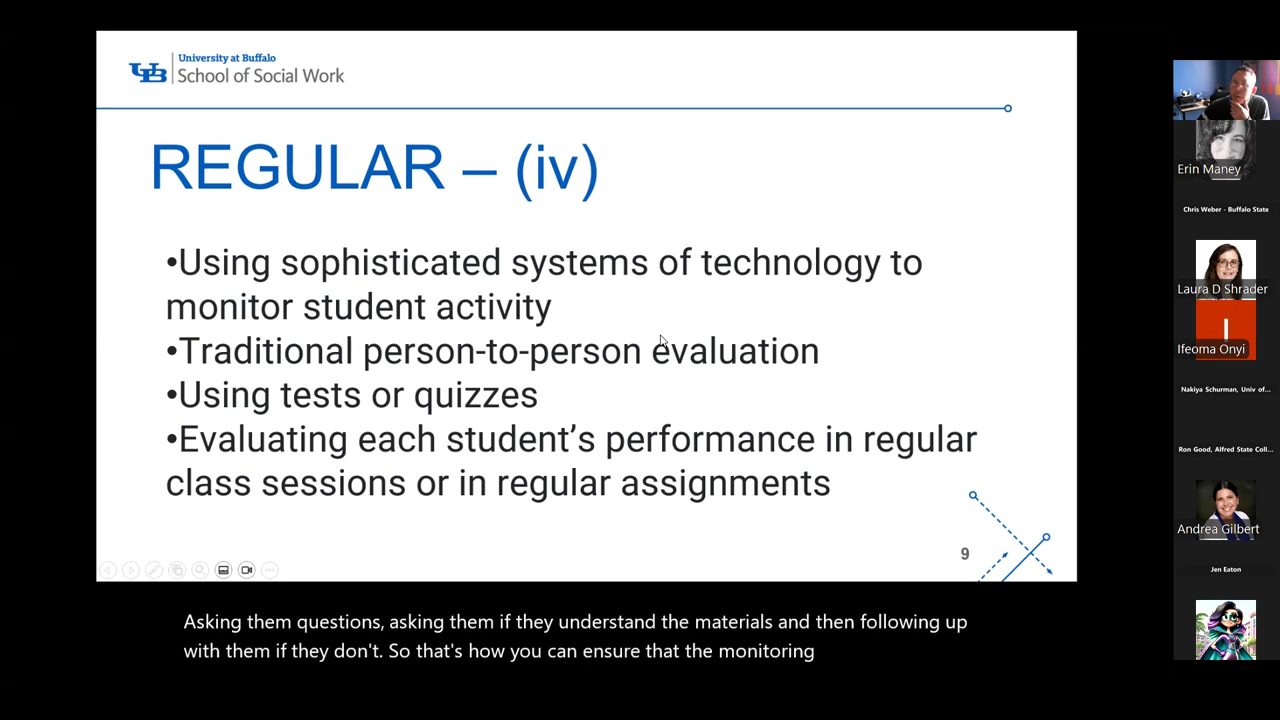 University at Buffalo
School of Social Work
REGULAR – (iv)
•Using sophisticated systems of technology to
monitor student activity
•Traditional person-to-person evaluation
•Using tests or quizzes
•Evaluating each student’s performance in regular
class sessions or in regular assignments
9
Asking them questions, asking them if they understand the materials and then following up
with them if they don't. So that's how you can ensure that the monitoring
Erin Maney
Chris Weber - Buffalo State
Laura D Shrader
I
Ifeoma Onyi
Nakiya Schurman, Univ of...
Ron Good, Alfred State Coll...
Andrea Gilbert
Jen Eaton